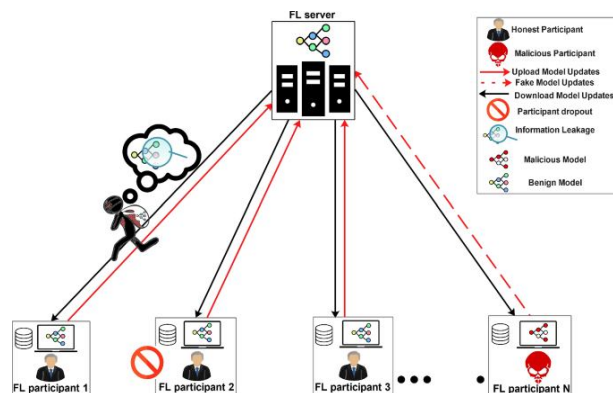 FL server
Honest Participant
Malicious Participant
Upload Model Updates
Fake Model Updates
Download Model Updates
Participant dropout
Information Leakage
Malicious Model
Benign Model
FL participant 1
FL participant 2
FL participant 3
FL participant N